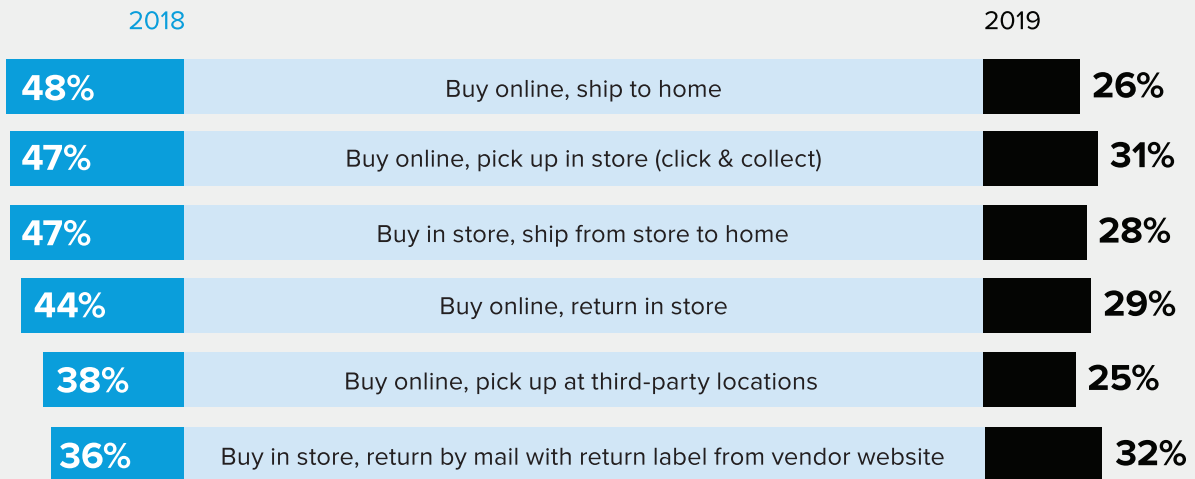 2018 2019
48% Buy online, ship to home 26%
47% Buy online, pick up in store (click & collect) 31%
47% Buy in store, ship from store to home 28%
44% Buy online, return in store 29%
38% Buy online, pick up at third-party locations 25%
36% Buy in store, return by mail with return label from vendor website 32%